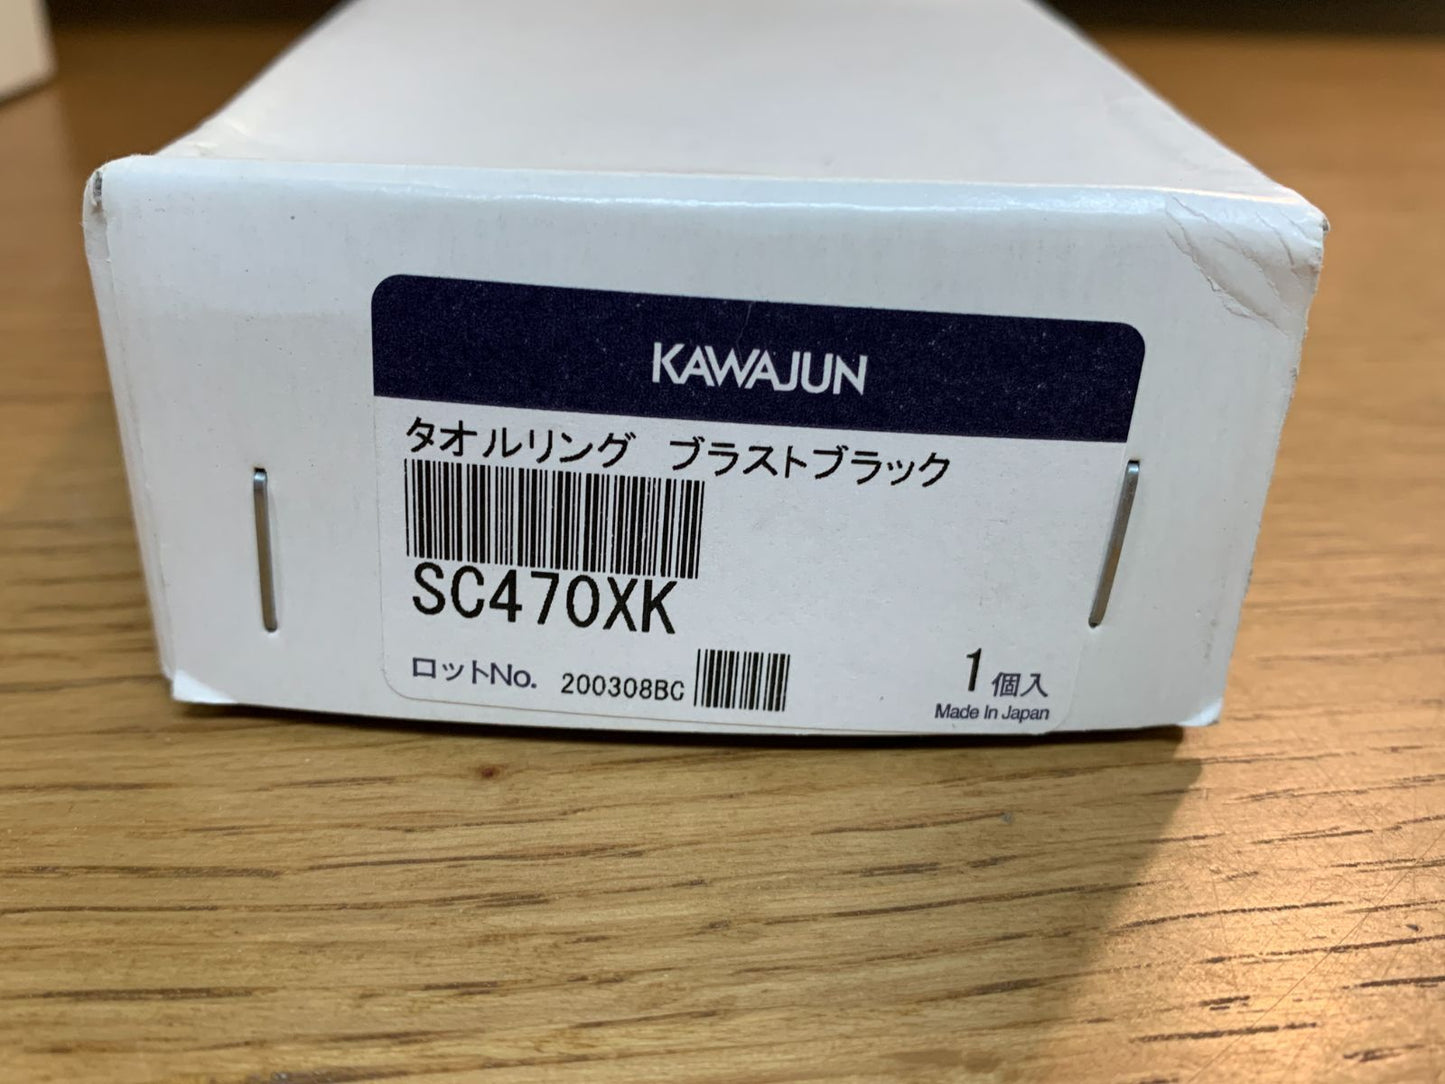 KAWAJUN
タオルリング ブラストブラック
SC470XK
ロットNo. 200308BC
1個入
Made In Japan